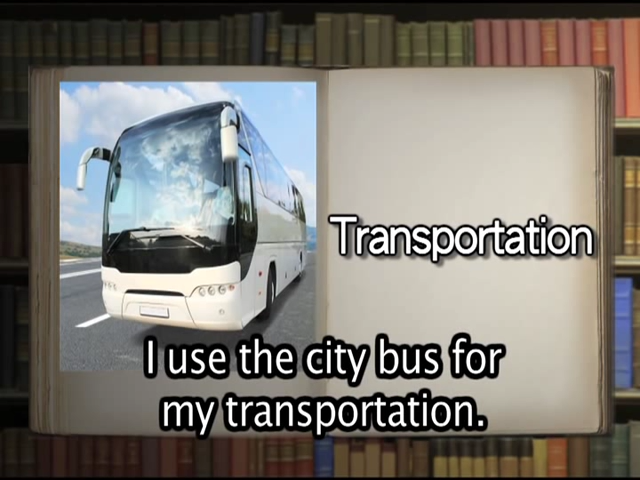 Transportation
I use the city bus for
my transportation.